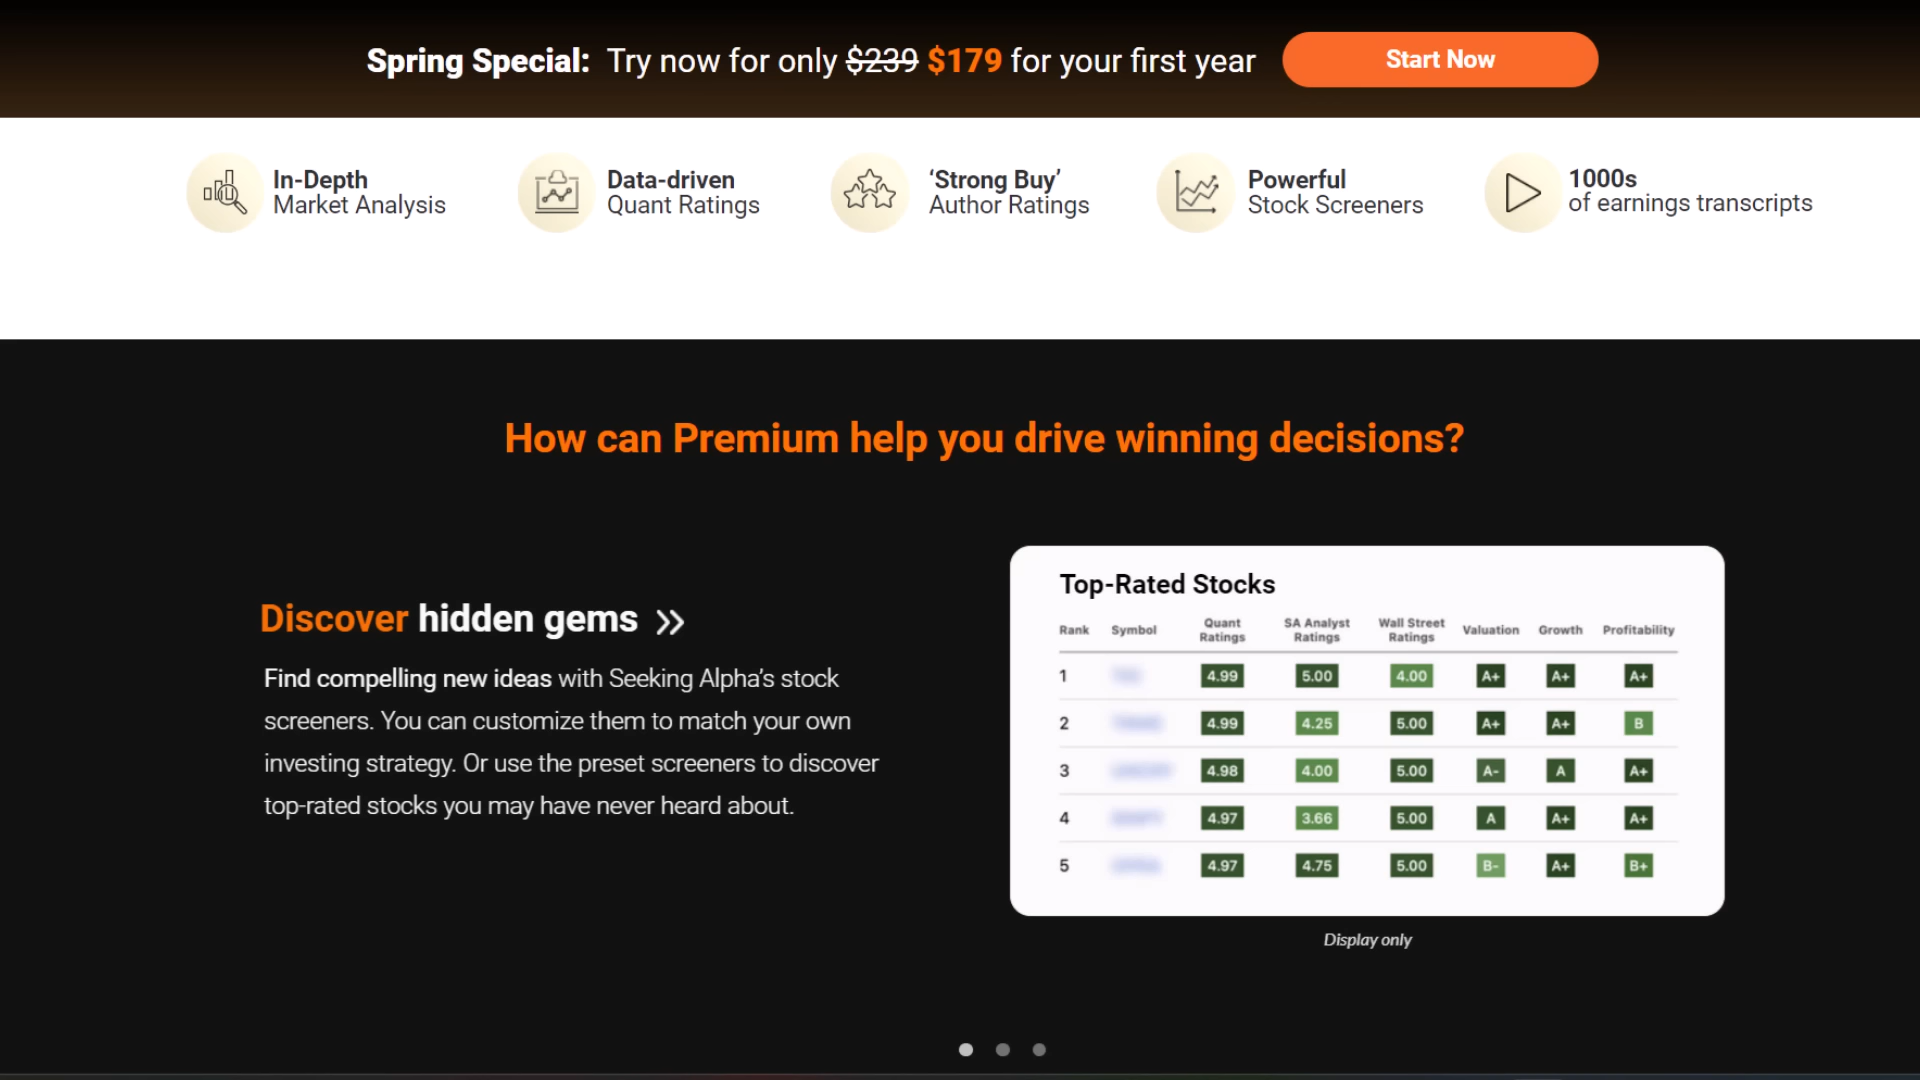 Spring Special: Try now for only $239 $179 for your first year
Start Now
In-Depth
Market Analysis
Data-driven
Quant Ratings
‘Strong Buy’
Author Ratings
Powerful
Stock Screeners
1000s
of earnings transcripts
How can Premium help you drive winning decisions?
Discover hidden gems
Find compelling new ideas with Seeking Alpha’s stock
screeners. You can customize them to match your own
investing strategy. Or use the preset screeners to discover
top-rated stocks you may have never heard about.
Top-Rated Stocks
Rank Symbol Quant Ratings SA Analyst Ratings Wall Street Ratings Valuation Growth Profitability
1 4.99 5.00 4.00 A+ A+ A+
2 4.99 4.25 5.00 A+ A+ B
3 4.98 4.00 5.00 A- A A+
4 4.97 3.66 5.00 A A+ A+
5 4.97 4.75 5.00 B- A+ B+
Display only